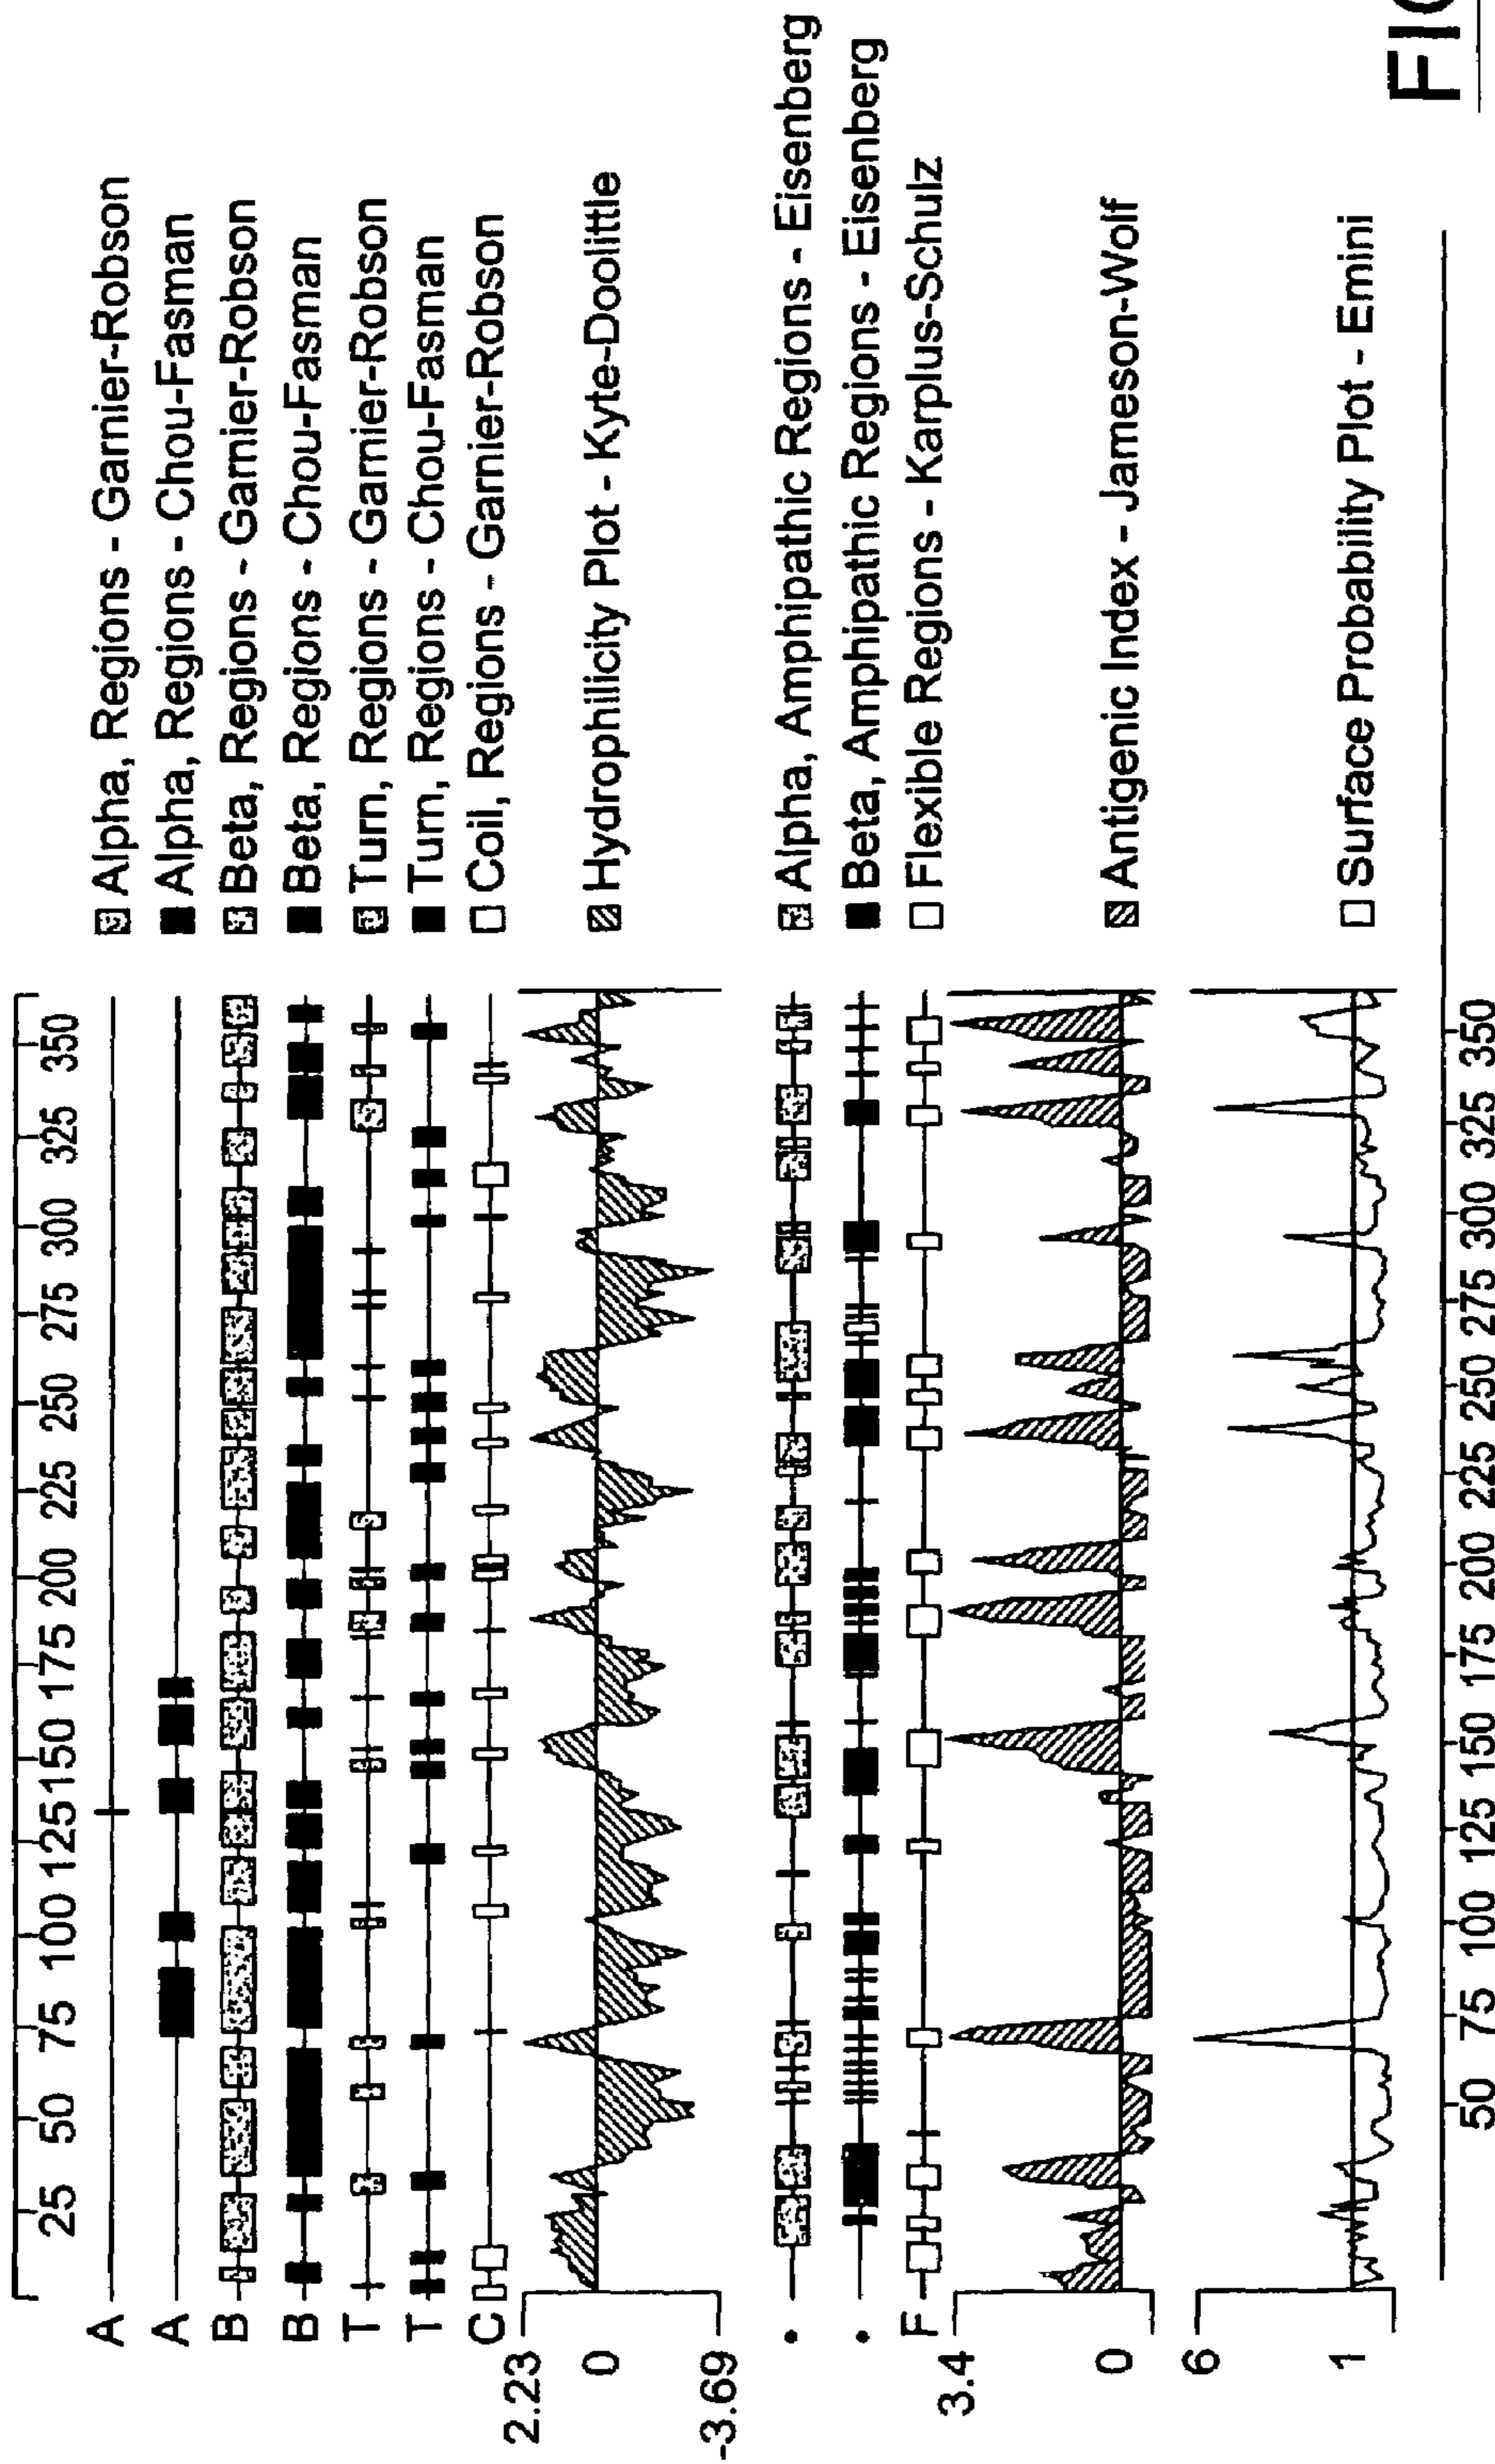 25 50 75 100 125 150 175 200 225 250 275 300 325 350
A Alpha, Regions - Garnier-Robson
A Alpha, Regions - Chou-Fasman
B Beta, Regions - Garnier-Robson
B Beta, Regions - Chou-Fasman
T Turn, Regions - Garnier-Robson
T Turn, Regions - Chou-Fasman
C Coil, Regions - Garnier-Robson
2.23
0 Hydrophilicity Plot - Kyte-Doolittle
-3.69
• Alpha, Amphipathic Regions - Eisenberg
• Beta, Amphipathic Regions - Eisenberg
F Flexible Regions - Karplus-Schulz
3.4
0 Antigenic Index - Jameson-Wolf
6
1 Surface Probability Plot - Emini
50 75 100 125 150 175 200 225 250 275 300 325 350